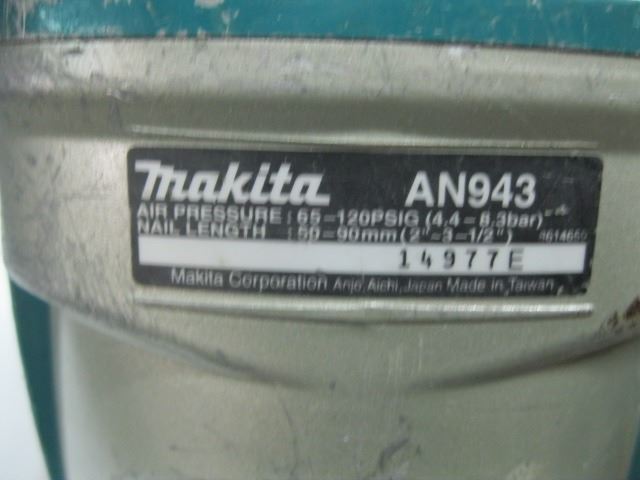 makita AN943
AIR PRESSURE : 65-120PSIG (4.4-8.3bar)
NAIL LENGTH : 50-90mm (2"-3-1/2")
14977E
Makita Corporation Anjo, Aichi, Japan Made in Taiwan